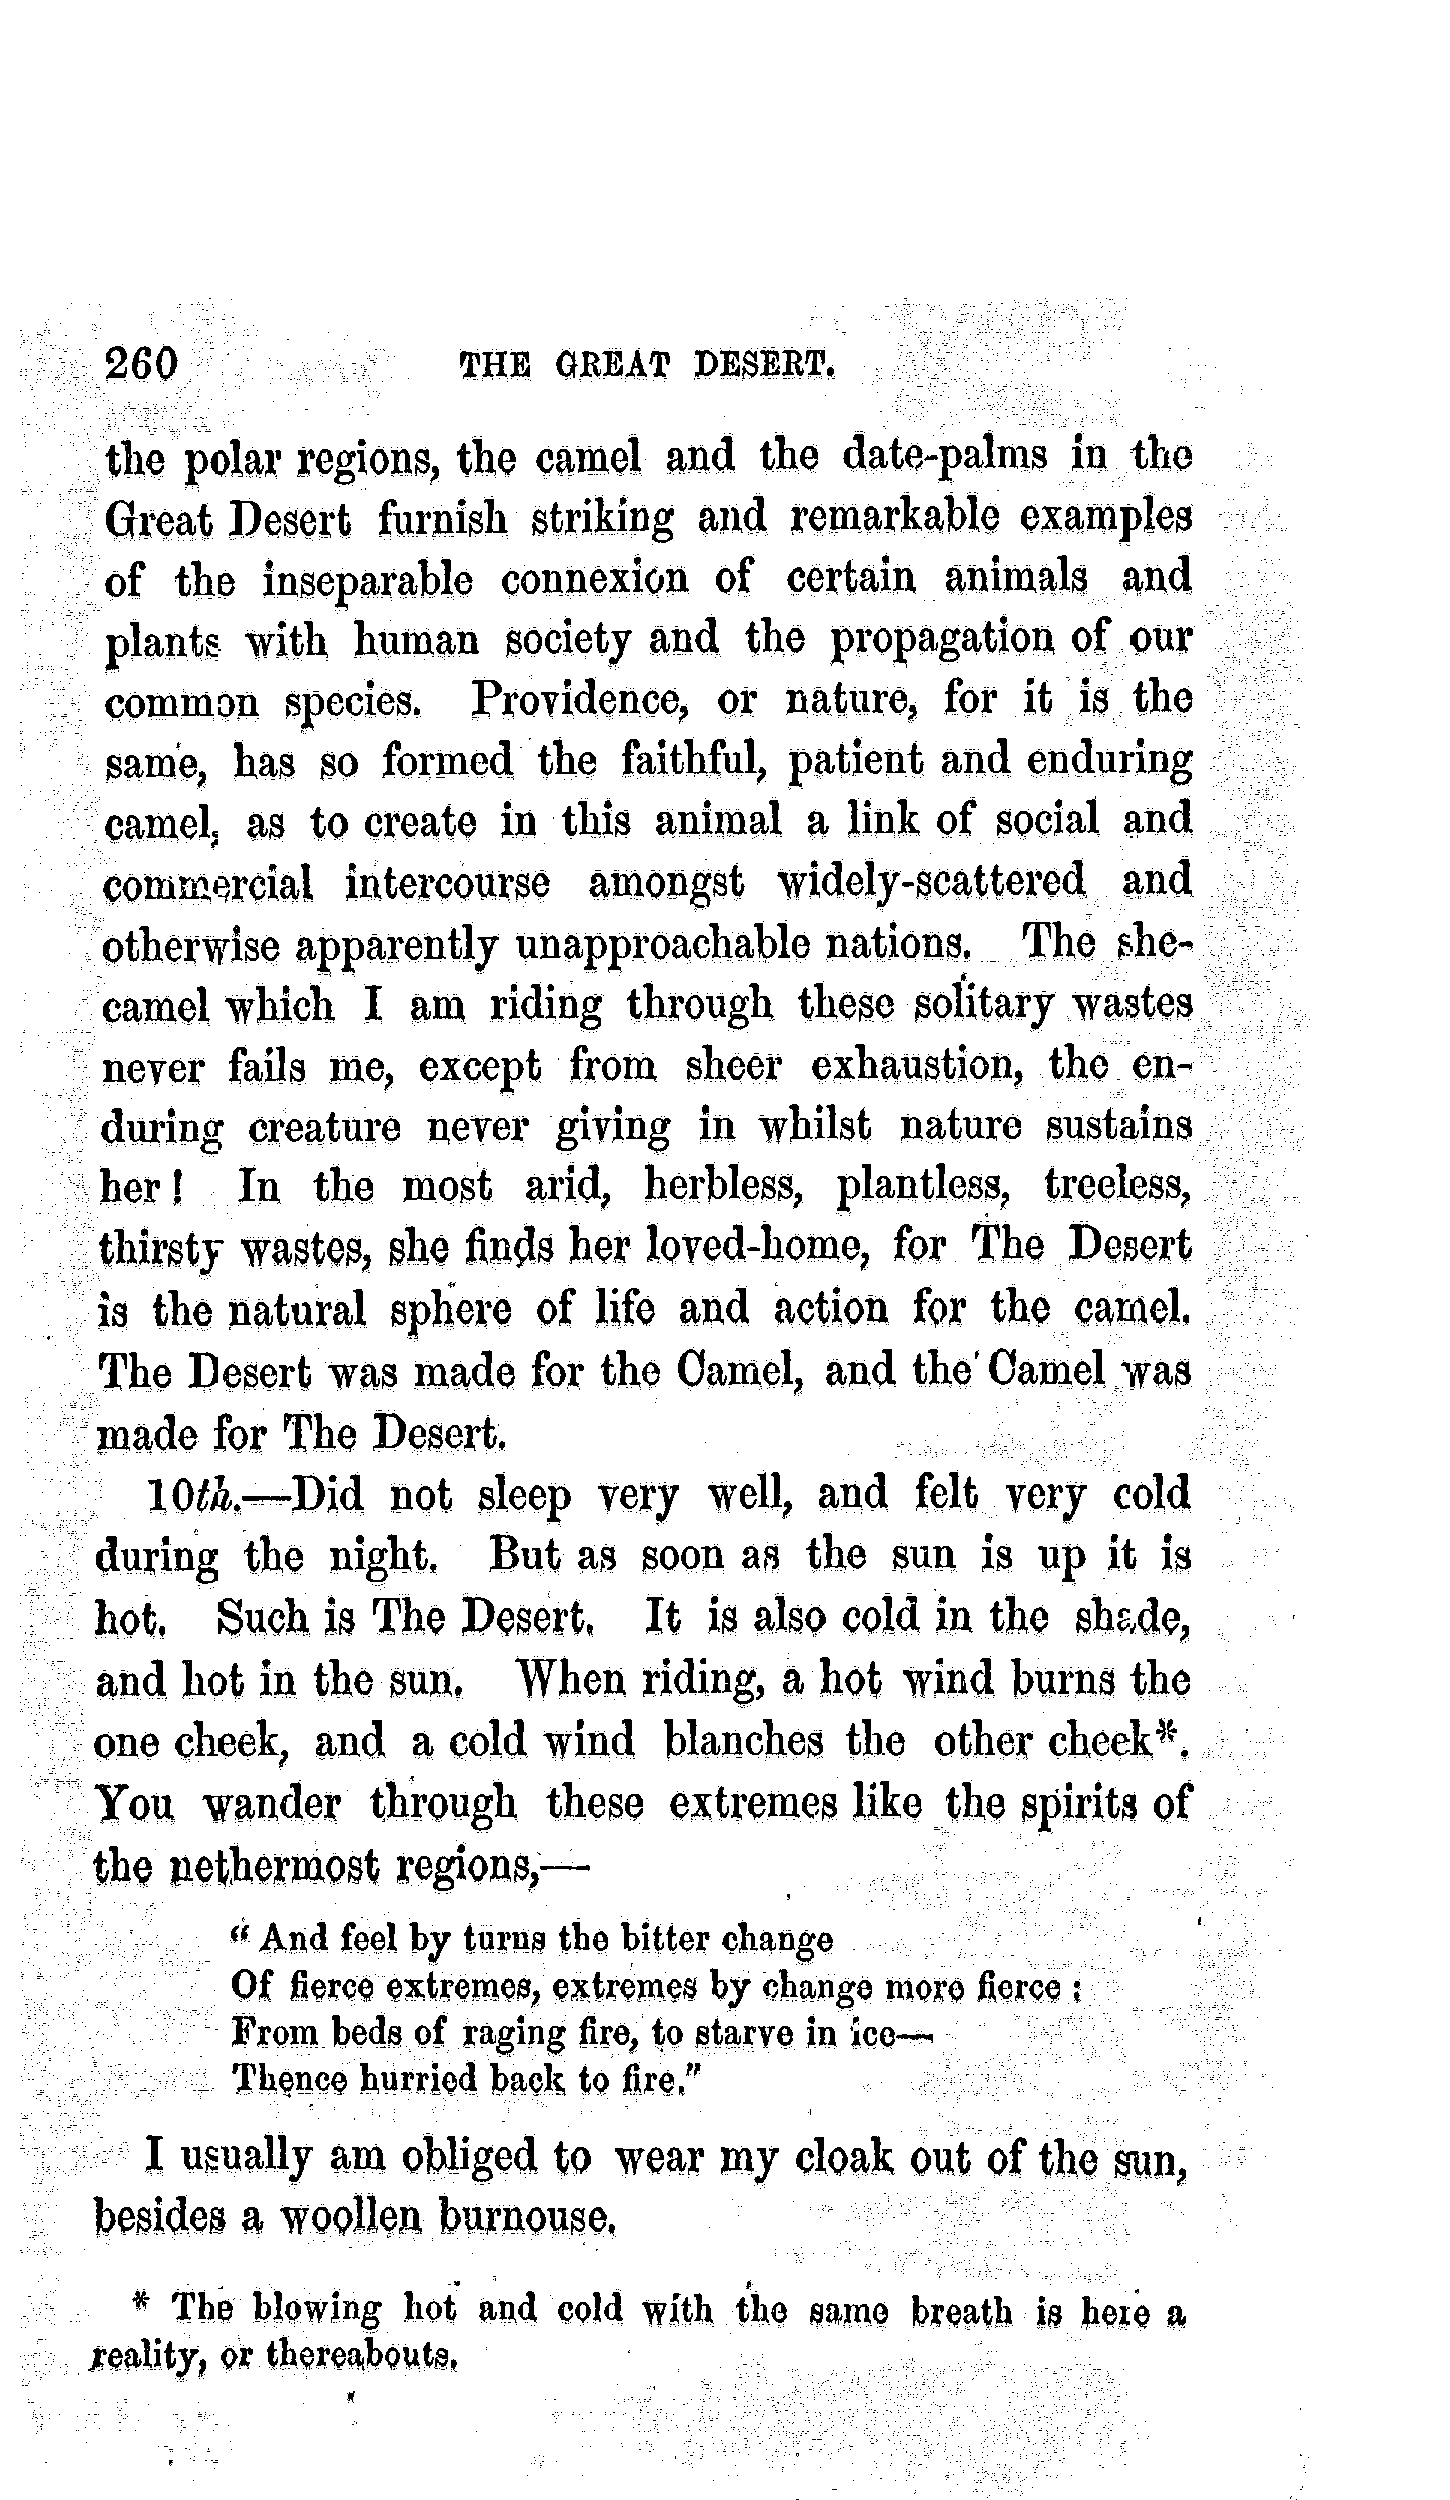 260 THE GREAT DESERT.
the polar regions, the camel and the date-palms in the
Great Desert furnish striking and remarkable examples
of the inseparable connexion of certain animals and
plants with human society and the propagation of our
common species. Providence, or nature, for it is the
same, has so formed the faithful, patient and enduring
camel, as to create in this animal a link of social and
commercial intercourse amongst widely-scattered and
otherwise apparently unapproachable nations. The she-
camel which I am riding through these solitary wastes
never fails me, except from sheer exhaustion, the en-
during creature never giving in whilst nature sustains
her! In the most arid, herbless, plantless, treeless,
thirsty wastes, she finds her loved-home, for The Desert
is the natural sphere of life and action for the camel.
The Desert was made for the Camel, and the Camel was
made for The Desert.
10th.—Did not sleep very well, and felt very cold
during the night. But as soon as the sun is up it is
hot. Such is The Desert. It is also cold in the shade,
and hot in the sun. When riding, a hot wind burns the
one cheek, and a cold wind blanches the other cheek*.
You wander through these extremes like the spirits of
the nethermost regions,—
"And feel by turns the bitter change
Of fierce extremes, extremes by change more fierce;
From beds of raging fire, to starve in ice—
Thence hurried back to fire."
I usually am obliged to wear my cloak out of the sun,
besides a woollen burnouse.
* The blowing hot and cold with the same breath is here a
reality, or thereabouts.